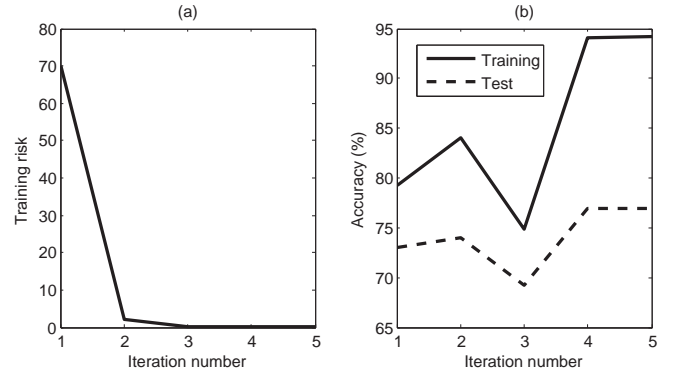 (a)
80
70
60
50
40
30
20
10
0
Training risk
1 2 3 4 5
Iteration number
(b)
95
90
85
80
75
70
65
Accuracy (%)
Training
Test
1 2 3 4 5
Iteration number